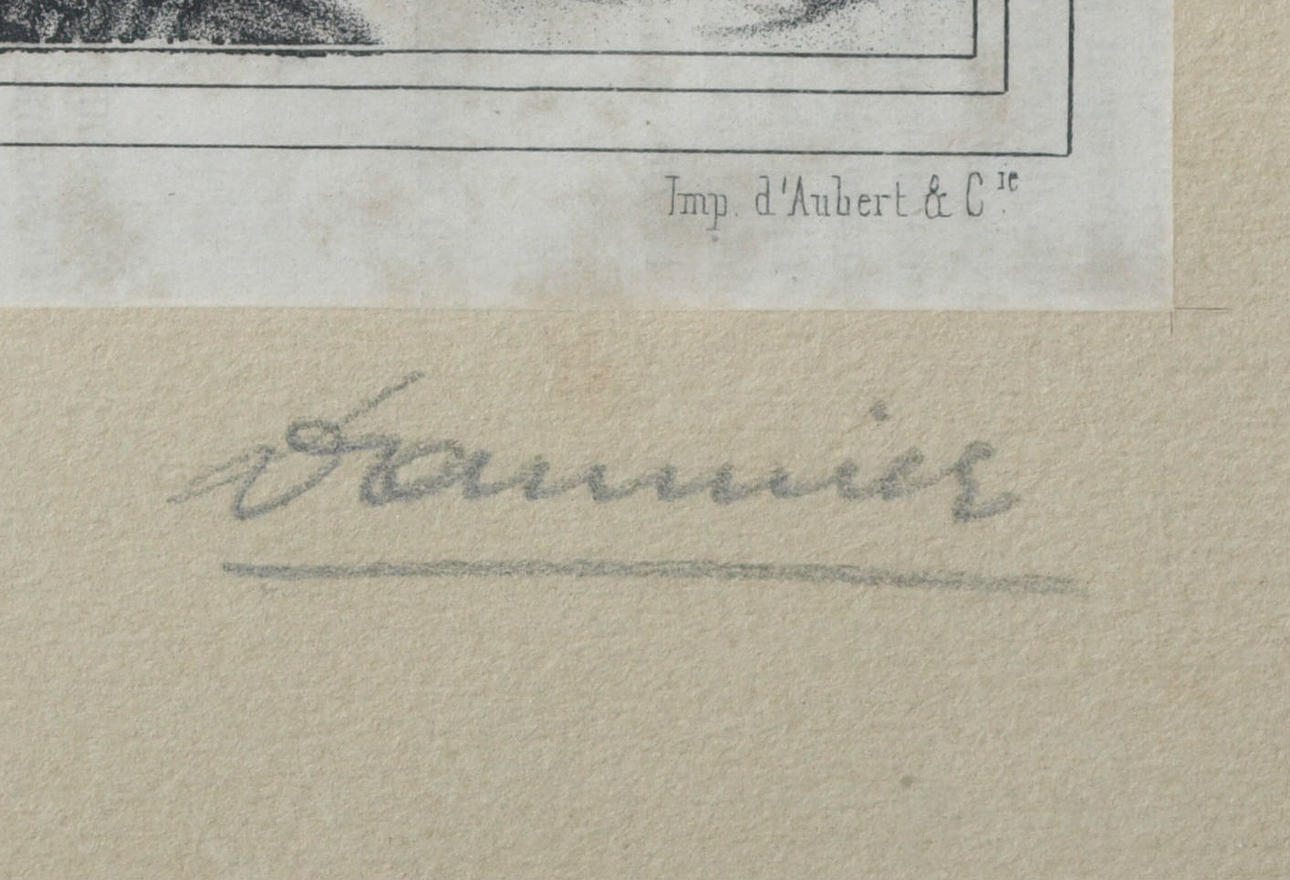 Imp. d'Aubert & Cie
Daumier